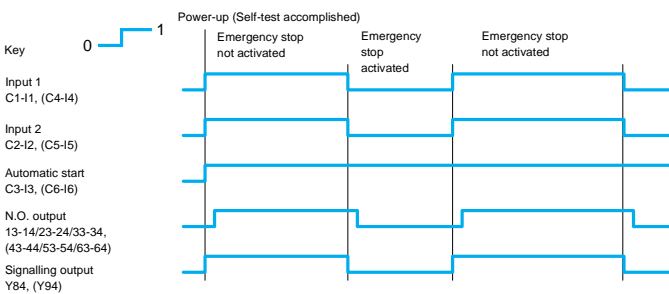 Power-up (Self-test accomplished)
Key
0
1
Emergency stop
not activated
Emergency
stop
activated
Emergency stop
not activated
Input 1
C1-I1, (C4-I4)
Input 2
C2-I2, (C5-I5)
Automatic start
C3-I3, (C6-I6)
N.O. output
13-14/23-24/33-34,
(43-44/53-54/63-64)
Signalling output
Y84, (Y94)